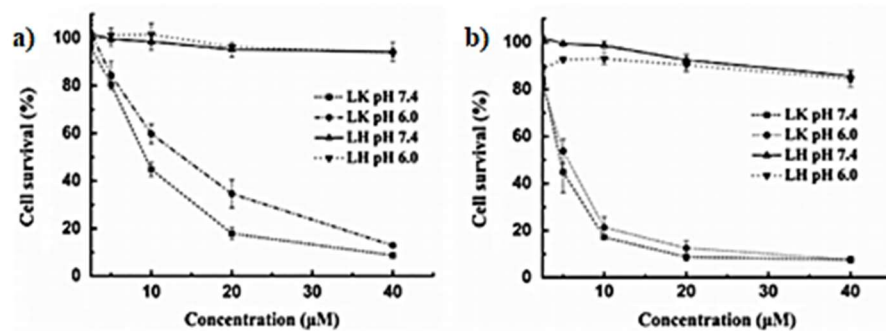 a)
Cell survival (%)
100
80
60
40
20
0
LK pH 7.4
LK pH 6.0
LH pH 7.4
LH pH 6.0
10 20 30 40
Concentration (µM)
b)
Cell survival (%)
100
80
60
40
20
0
LK pH 7.4
LK pH 6.0
LH pH 7.4
LH pH 6.0
10 20 30 40
Concentration (µM)